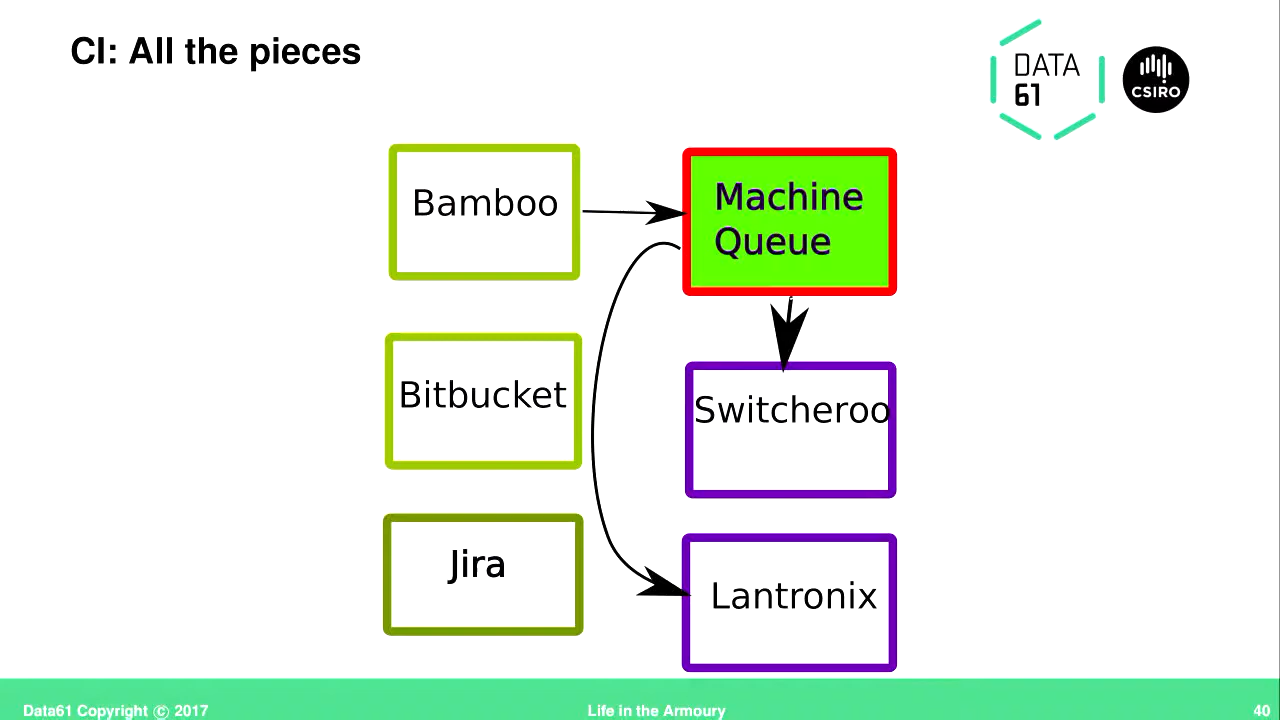 CI: All the pieces
DATA
61
CSIRO
Bamboo
Machine
Queue
Bitbucket
Switcheroo
Jira
Lantronix
Data61 Copyright © 2017
Life in the Armoury
40